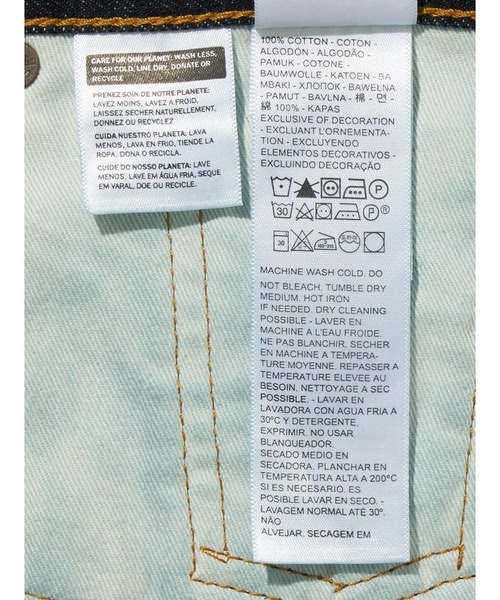 CARE FOR OUR PLANET: WASH LESS,
WASH COLD, LINE DRY, DONATE OR
RECYCLE
PRENEZ SOIN DE NOTRE PLANETE:
LAVEZ MOINS, LAVEZ A FROID,
LAISSEZ SECHER NATURELLEMENT,
DONNEZ OU RECYCLEZ
CUIDA NUESTRO PLANETA: LAVA
MENOS, LAVA EN FRIO, TIENDE LA
ROPA, DONA O RECICLA.
CUIDE DO NOSSO PLANETA: LAVE
MENOS, LAVE EM ÁGUA FRIA, SEQUE
EM VARAL, DOE OU RECICLE.
100% COTTON - COTON -
ALGODÓN - ALGODÃO -
PAMUK - COTONE -
BAUMWOLLE - KATOEN - BA
MBAKI - ХЛОПОК - BAWEŁNA
- PAMUT - BAVLNA - 棉 - 면 -
綿 100% - KAPAS
EXCLUSIVE OF DECORATION
- EXCLUANT L'ORNEMENTA-
TION - EXCLUYENDO
ELEMENTOS DECORATIVOS -
EXCLUINDO DECORAÇÃO
P
30 P
30 180-210 드라이
MACHINE WASH COLD. DO
NOT BLEACH. TUMBLE DRY
MEDIUM. HOT IRON
IF NEEDED. DRY CLEANING
POSSIBLE - LAVER EN
MACHINE A L'EAU FROIDE.
NE PAS BLANCHIR. SECHER
EN MACHINE A TEMPERA-
TURE MOYENNE. REPASSER A
TEMPERATURE ELEVEE AU
BESOIN. NETTOYAGE A SEC
POSSIBLE. - LAVAR EN
LAVADORA CON AGUA FRIA A
30°C Y DETERGENTE,
EXPRIMIR. NO USAR
BLANQUEADOR.
SECADO MEDIO EN
SECADORA. PLANCHAR EN
TEMPERATURA ALTA A 200°C
SI ES NECESARIO. ES
POSIBLE LAVAR EN SECO. -
LAVAGEM NORMAL ATÉ 30º.
NÃO
ALVEJAR. SECAGEM EM